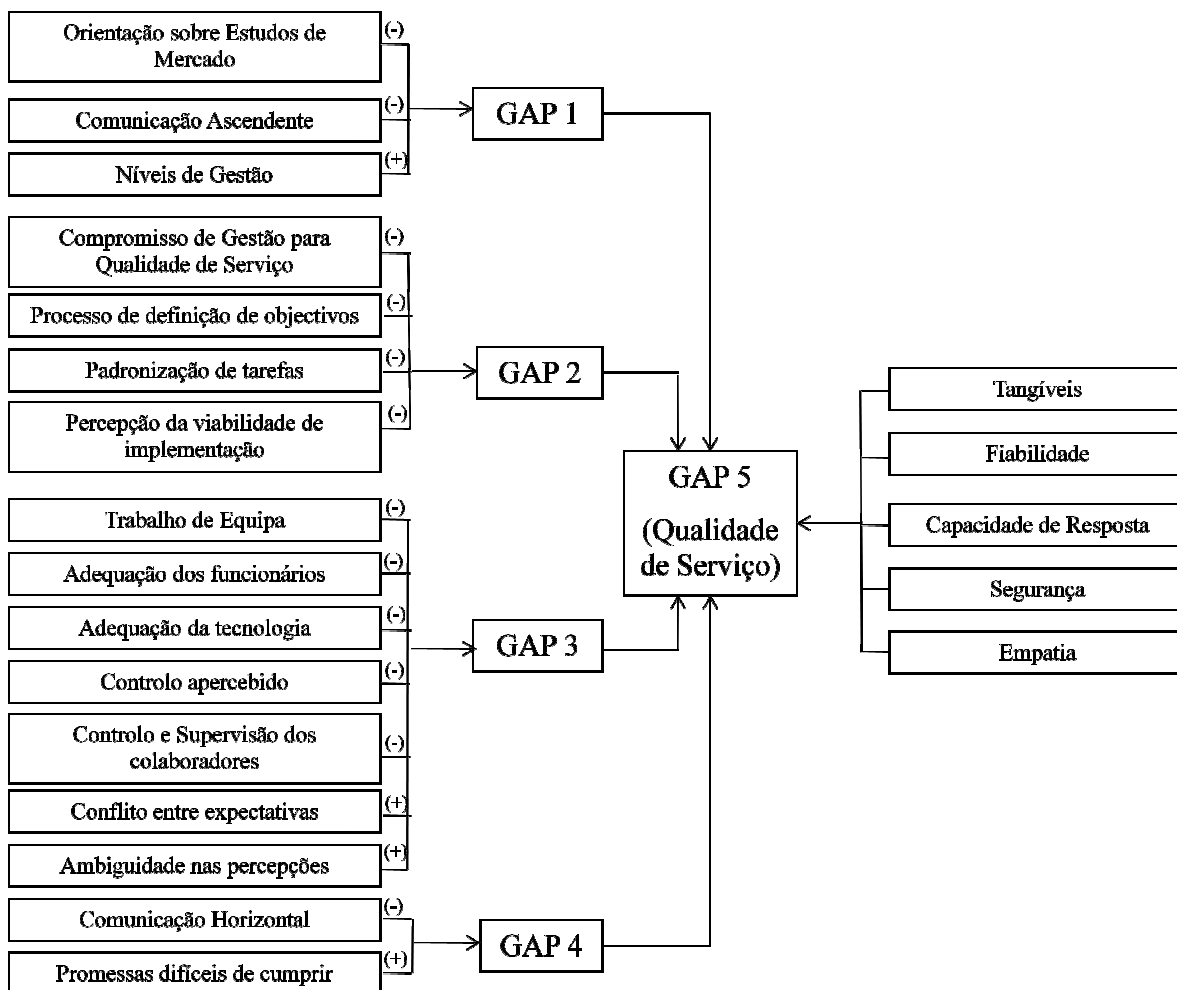 Orientação sobre Estudos de
Mercado
(-)
Comunicação Ascendente
(-)
Níveis de Gestão
(+)
GAP 1
Compromisso de Gestão para
Qualidade de Serviço
(-)
Processo de definição de objectivos
(-)
Padronização de tarefas
(-)
Percepção da viabilidade de
implementação
(-)
GAP 2
Trabalho de Equipa
(-)
Adequação dos funcionários
(-)
Adequação da tecnologia
(-)
Controlo apercebido
(-)
Controlo e Supervisão dos
colaboradores
(-)
Conflito entre expectativas
(+)
Ambiguidade nas percepções
(+)
GAP 3
Comunicação Horizontal
(-)
Promessas difíceis de cumprir
(+)
GAP 4
GAP 5
(Qualidade
de Serviço)
Tangíveis
Fiabilidade
Capacidade de Resposta
Segurança
Empatia